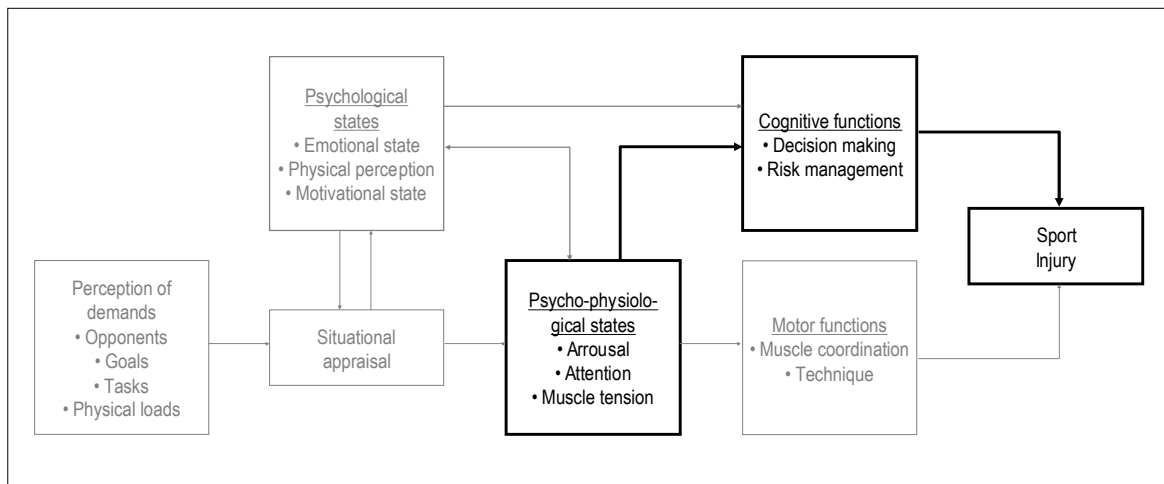 Psychological
states
• Emotional state
• Physical perception
• Motivational state
Cognitive functions
• Decision making
• Risk management
Sport
Injury
Perception of
demands
• Opponents
• Goals
• Tasks
• Physical loads
Situational
appraisal
Psycho-physiolo-
gical states
• Arrousal
• Attention
• Muscle tension
Motor functions
• Muscle coordination
• Technique